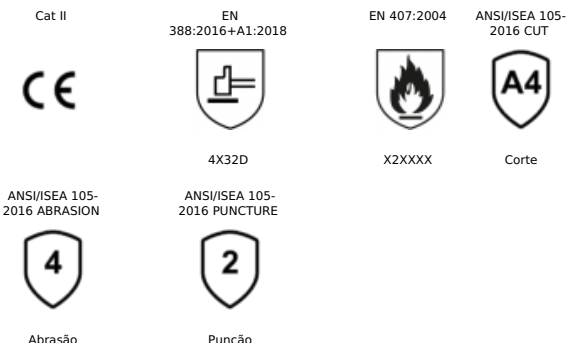 Cat II
EN
388:2016+A1:2018
EN 407:2004
ANSI/ISEA 105-
2016 CUT
CE
A4
4X32D
X2XXXX
Corte
ANSI/ISEA 105-
2016 ABRASION
ANSI/ISEA 105-
2016 PUNCTURE
4
2
Abrasão
Punção